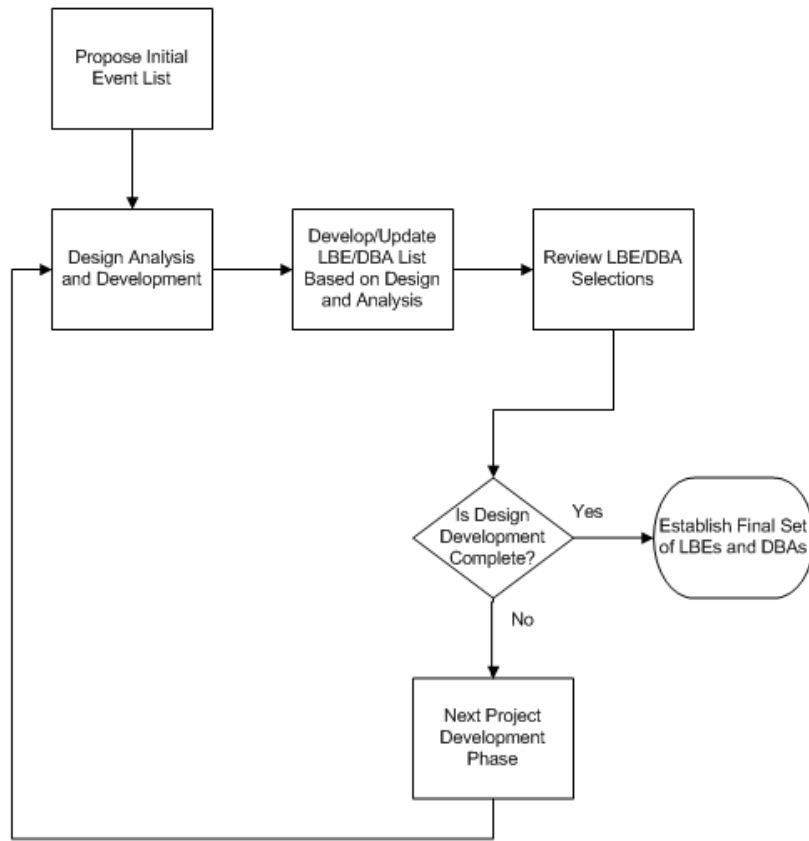 Propose Initial
Event List
Design Analysis
and Development
Develop/Update
LBE/DBA List
Based on Design
and Analysis
Review LBE/DBA
Selections
Is Design
Development
Complete?
Yes
Establish Final Set
of LBEs and DBAs
No
Next Project
Development
Phase